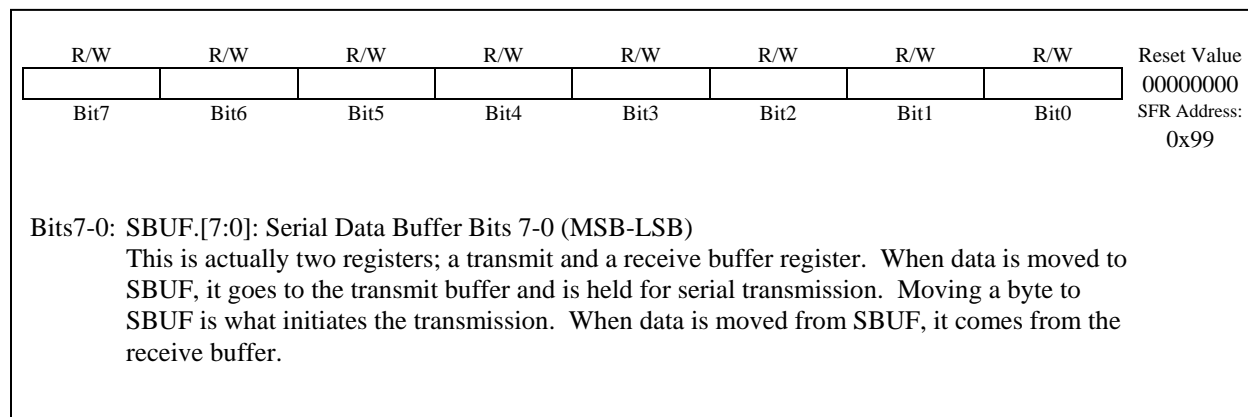 R/W R/W R/W R/W R/W R/W R/W R/W Reset Value
00000000
Bit7 Bit6 Bit5 Bit4 Bit3 Bit2 Bit1 Bit0 SFR Address:
0x99
Bits7-0: SBUF.[7:0]: Serial Data Buffer Bits 7-0 (MSB-LSB)
This is actually two registers; a transmit and a receive buffer register. When data is moved to
SBUF, it goes to the transmit buffer and is held for serial transmission. Moving a byte to
SBUF is what initiates the transmission. When data is moved from SBUF, it comes from the
receive buffer.